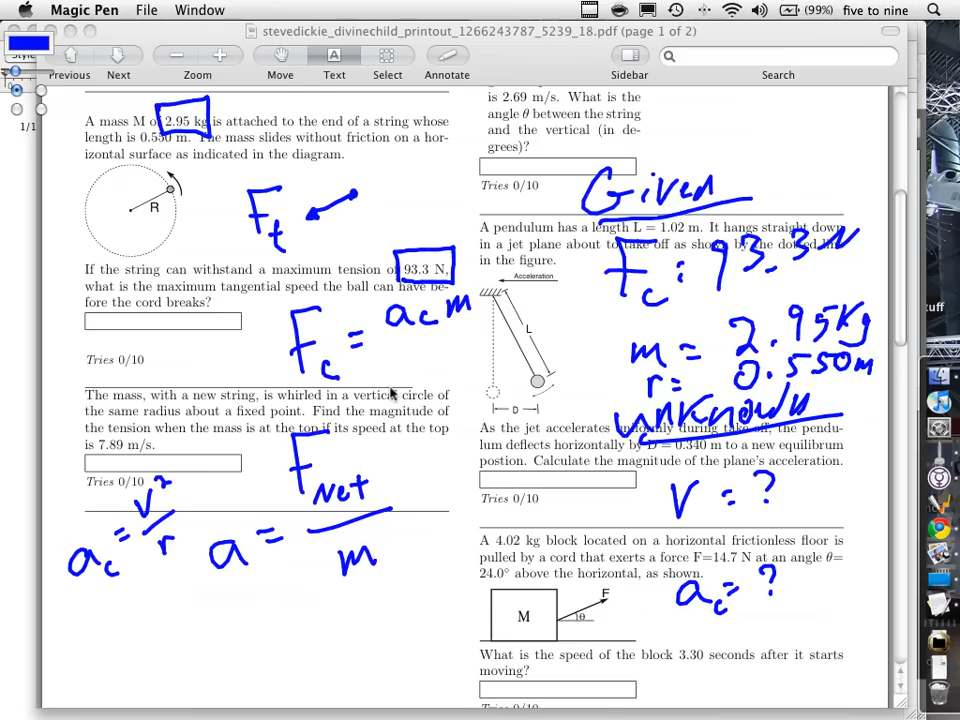 Magic Pen File Window (99%) five to nine
stevedickie_divinechild_printout_1266243787_5239_18.pdf (page 1 of 2)
Previous Next Zoom Move Text Select Annotate Sidebar Search
1/1
A mass M of 2.95 kg is attached to the end of a string whose
length is 0.550 m. The mass slides without friction on a hor-
izontal surface as indicated in the diagram.
R
Ft
If the string can withstand a maximum tension of 93.3 N,
what is the maximum tangential speed the ball can have be-
fore the cord breaks?
Fc = ac m
Tries 0/10
The mass, with a new string, is whirled in a vertical circle of
the same radius about a fixed point. Find the magnitude of
the tension when the mass is at the top if its speed at the top
is 7.89 m/s.
Tries 0/10
ac = v²/r
a = FNet/m
is 2.69 m/s. What is the
angle θ between the string
and the vertical (in de-
grees)?
Tries 0/10
Given
A pendulum has a length L = 1.02 m. It hangs straight down
in a jet plane about to take off as shown by the dotted line
in the figure.
Fc : 93.3N
Acceleration
L
D
m = 2.95Kg
r = 0.550m
unknowns
As the jet accelerates uniformly during take off, the pendu-
lum deflects horizontally by D = 0.340 m to a new equilibrium
postion. Calculate the magnitude of the plane's acceleration.
Tries 0/10
V = ?
A 4.02 kg block located on a horizontal frictionless floor is
pulled by a cord that exerts a force F=14.7 N at an angle θ=
24.0° above the horizontal, as shown.
ac = ?
M
F
θ
What is the speed of the block 3.30 seconds after it starts
moving?
tuff